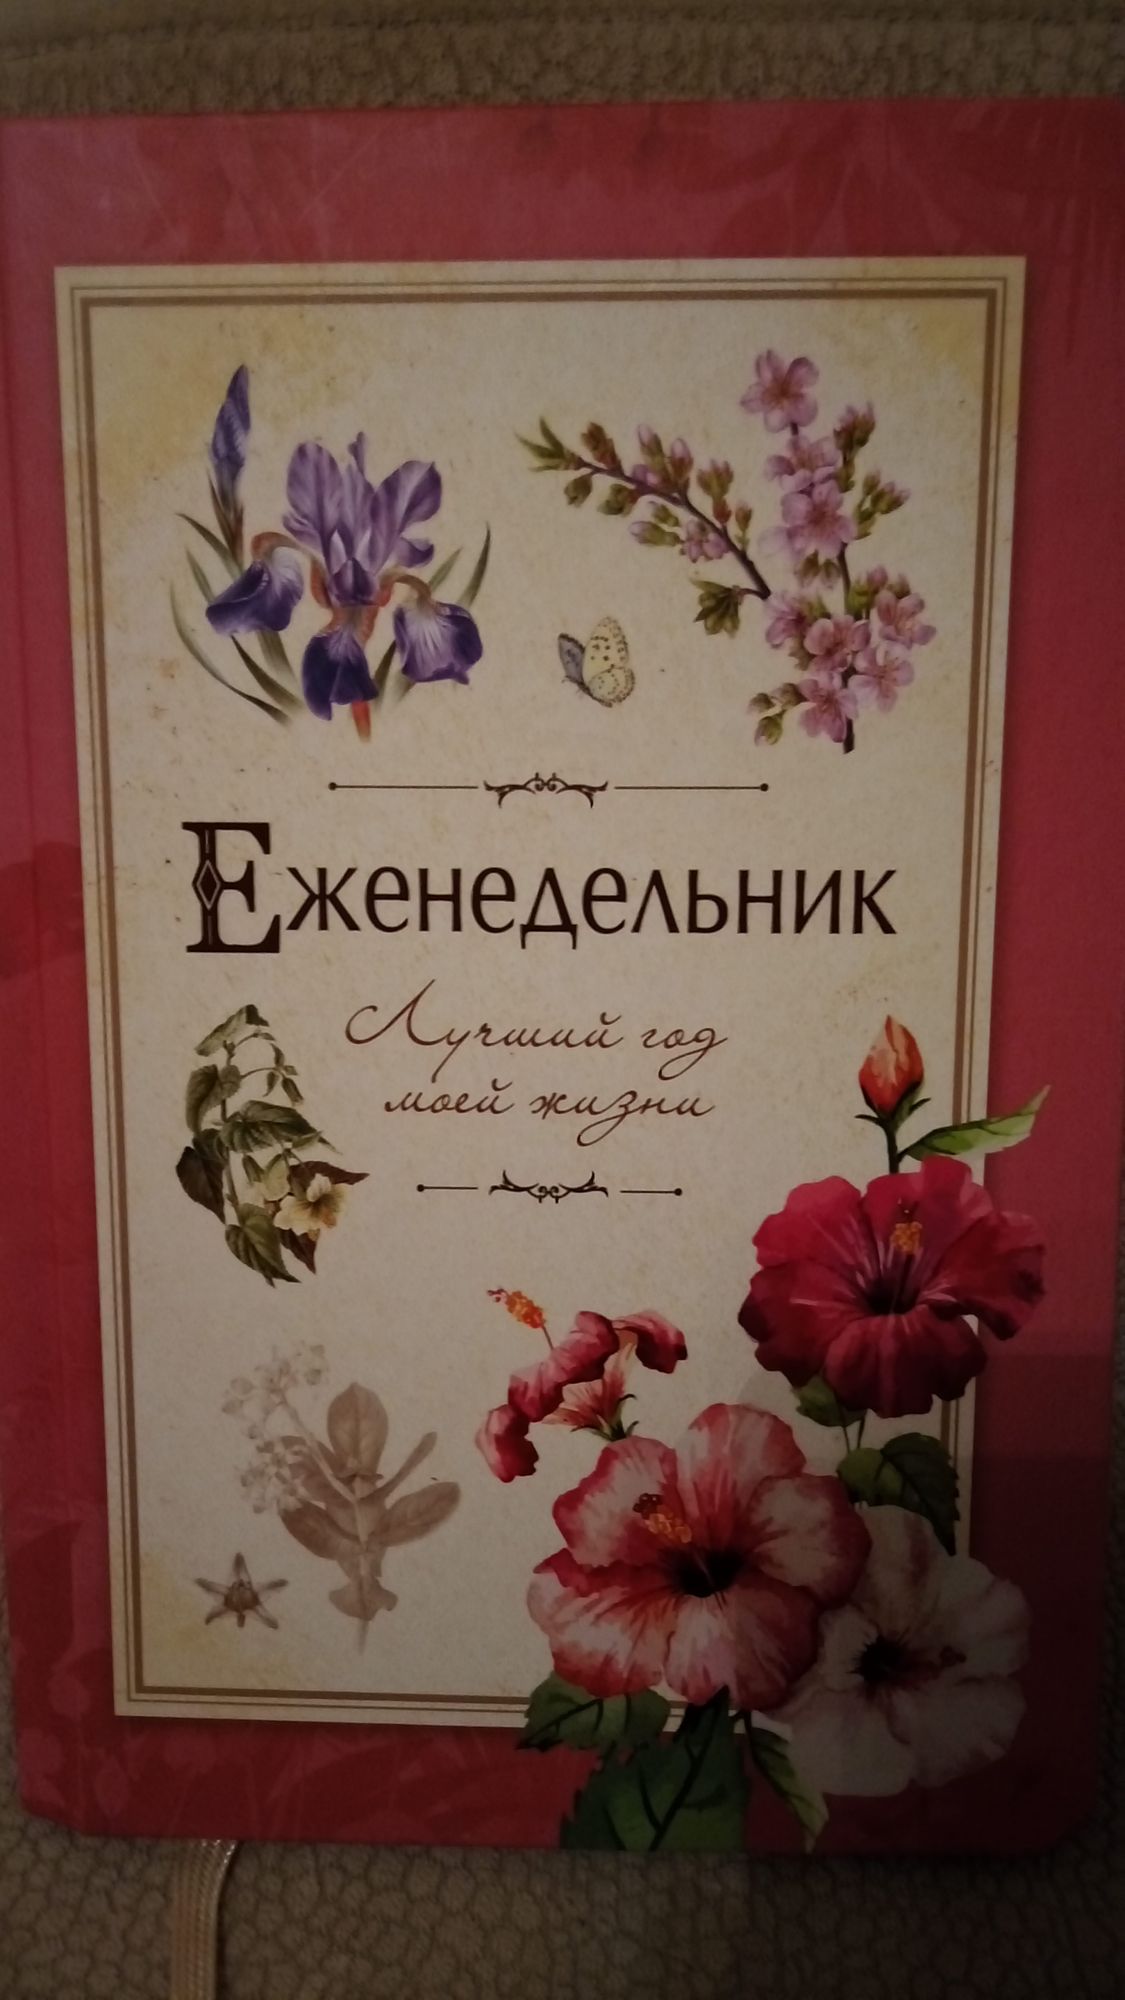 Еженедельник
Лучший год
моей жизни